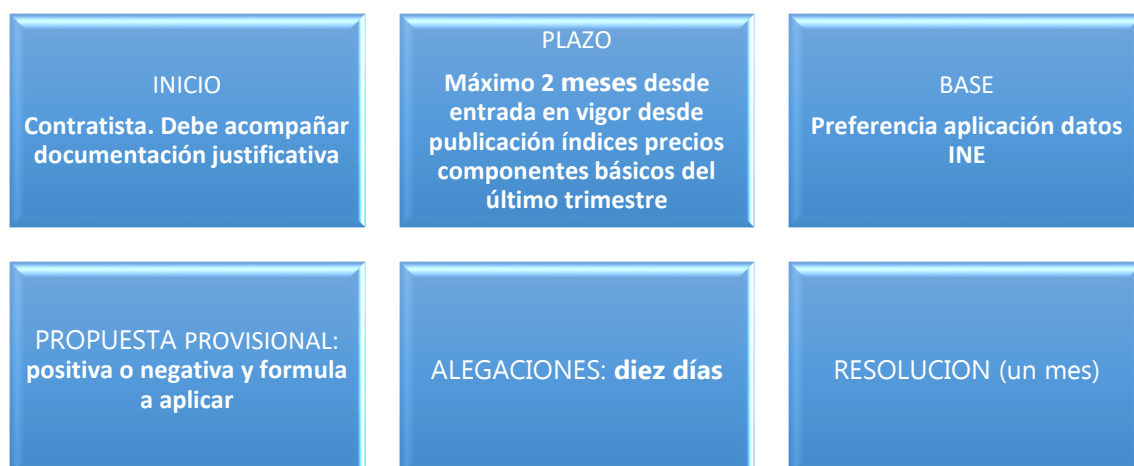 INICIO
Contratista. Debe acompañar
documentación justificativa
PLAZO
Máximo 2 meses desde
entrada en vigor desde
publicación índices precios
componentes básicos del
último trimestre
BASE
Preferencia aplicación datos
INE
PROPUESTA PROVISIONAL:
positiva o negativa y formula
a aplicar
ALEGACIONES: diez días
RESOLUCION (un mes)